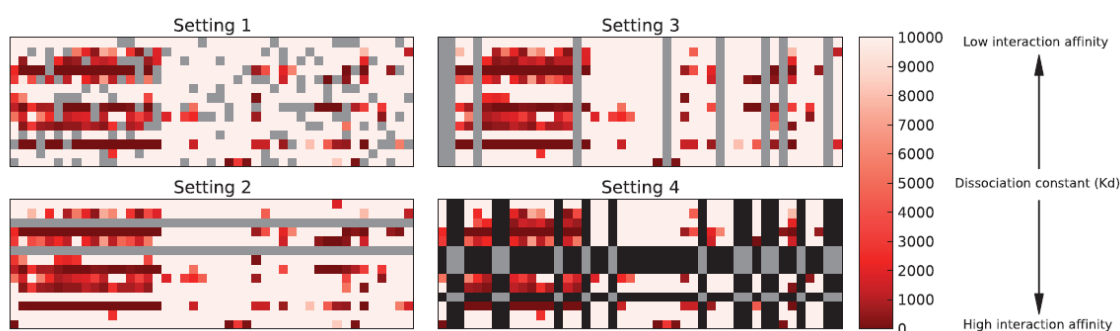 Setting 1
Setting 3
10000
9000
8000
7000
6000
5000
4000
3000
2000
1000
0
Low interaction affinity
Dissociation constant (Kd)
High interaction affinity
Setting 2
Setting 4